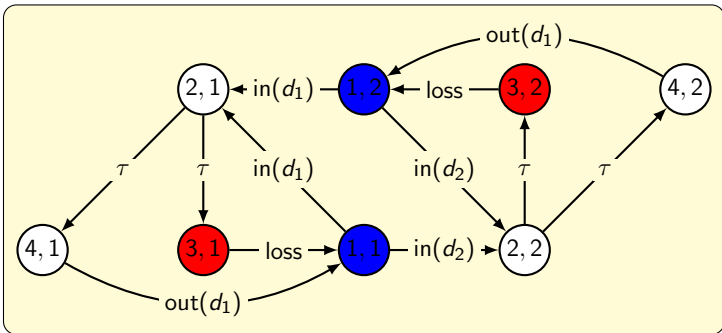 out(d₁)
2, 1 in(d₁) 1, 2 loss 3, 2 4, 2
τ τ in(d₁) in(d₂) τ τ
4, 1 3, 1 loss 1, 1 in(d₂) 2, 2
out(d₁)